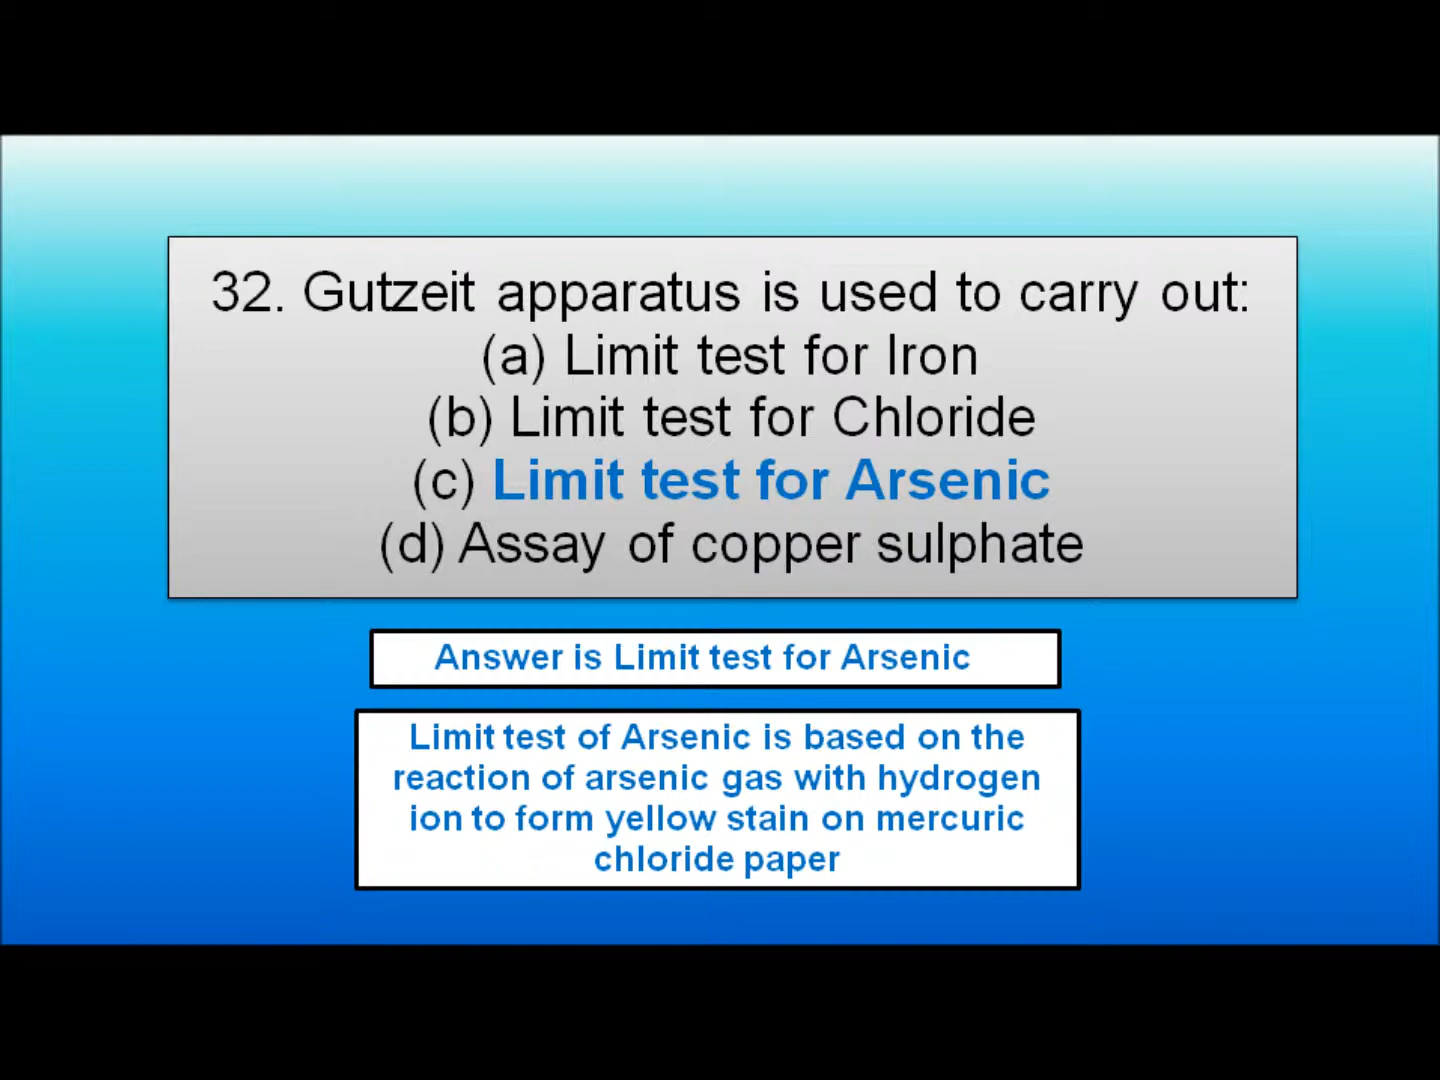 32. Gutzeit apparatus is used to carry out:
(a) Limit test for Iron
(b) Limit test for Chloride
(c) Limit test for Arsenic
(d) Assay of copper sulphate
Answer is Limit test for Arsenic
Limit test of Arsenic is based on the
reaction of arsenic gas with hydrogen
ion to form yellow stain on mercuric
chloride paper